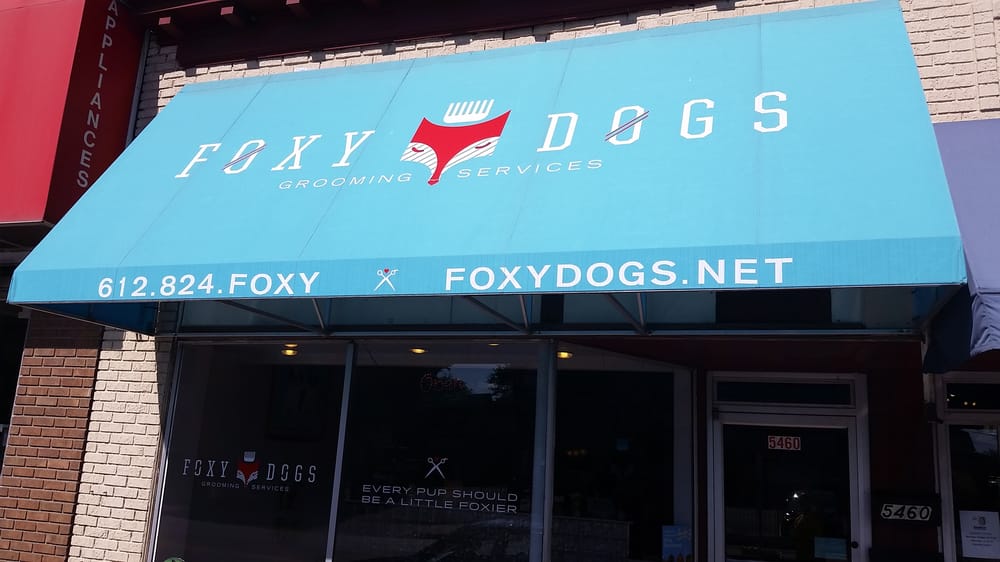 APPLIANCES
FOXY DOGS
GROOMING SERVICES
612.824.FOXY FOXYDOGS.NET
FOXY DOGS
GROOMING SERVICES
EVERY PUP SHOULD
BE A LITTLE FOXIER
5460
5460